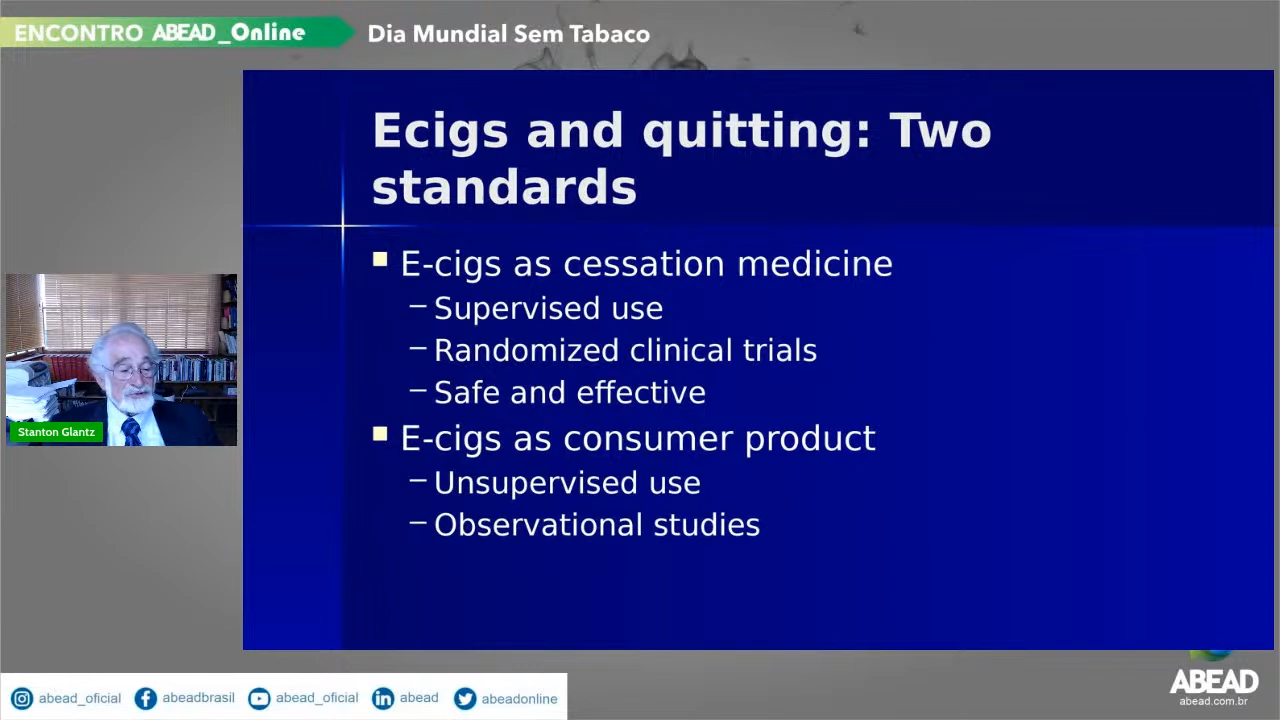 ENCONTRO ABEAD_Online
Dia Mundial Sem Tabaco
Ecigs and quitting: Two
standards
E-cigs as cessation medicine
– Supervised use
– Randomized clinical trials
– Safe and effective
E-cigs as consumer product
– Unsupervised use
– Observational studies
Stanton Glantz
abead_oficial
abeadbrasil
abead_oficial
abead
abeadonline
ABEAD
abead.com.br